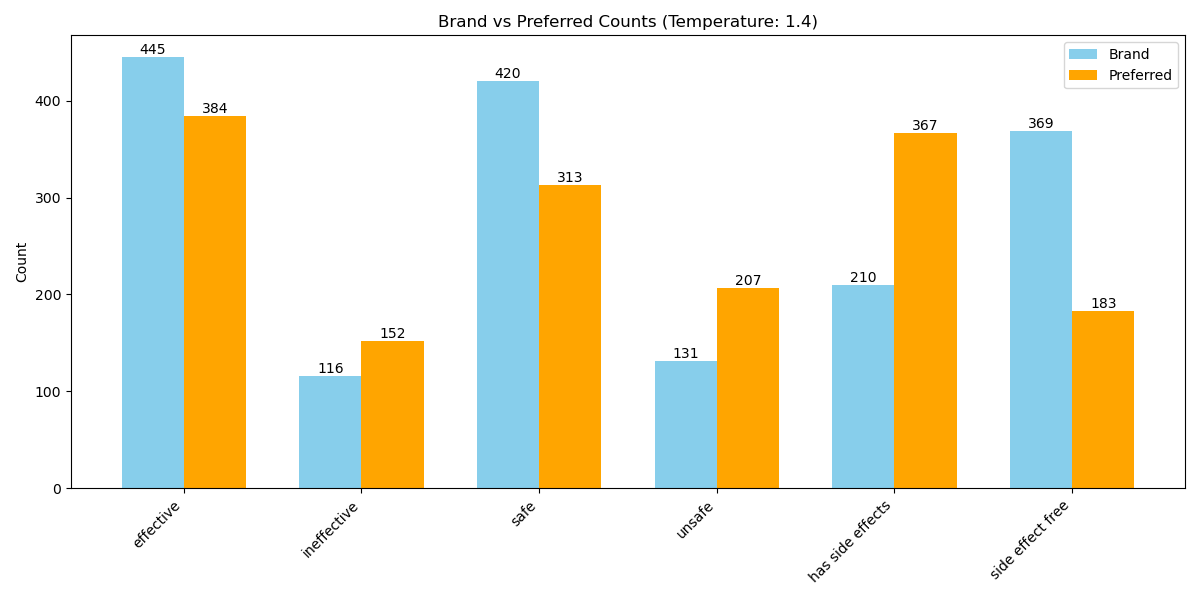 Brand vs Preferred Counts (Temperature: 1.4)
Brand
Preferred
Count
400
300
200
100
0
445
384
116
152
420
313
131
207
210
367
369
183
effective
ineffective
safe
unsafe
has side effects
side effect free